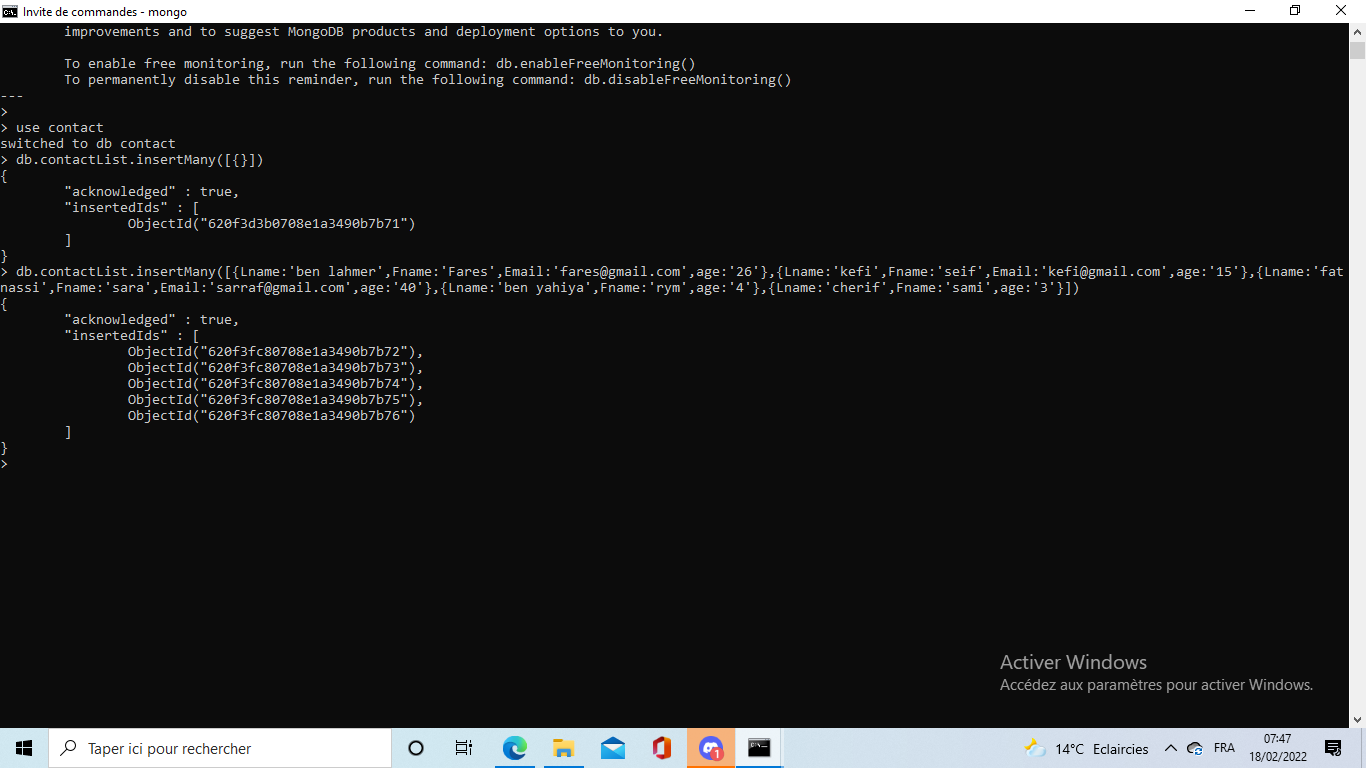 Invite de commandes - mongo
improvements and to suggest MongoDB products and deployment options to you.
To enable free monitoring, run the following command: db.enableFreeMonitoring()
To permanently disable this reminder, run the following command: db.disableFreeMonitoring()
---
>
> use contact
switched to db contact
> db.contactList.insertMany([{}])
{
"acknowledged" : true,
"insertedIds" : [
ObjectId("620f3d3b0708e1a3490b7b71")
]
}
> db.contactList.insertMany([{Lname:'ben lahmer',Fname:'Fares',Email:'fares@gmail.com',age:'26'},{Lname:'kefi',Fname:'seif',Email:'kefi@gmail.com',age:'15'},{Lname:'fat
nassi',Fname:'sara',Email:'sarraf@gmail.com',age:'40'},{Lname:'ben yahiya',Fname:'rym',age:'4'},{Lname:'cherif',Fname:'sami',age:'3'}])
{
"acknowledged" : true,
"insertedIds" : [
ObjectId("620f3fc80708e1a3490b7b72"),
ObjectId("620f3fc80708e1a3490b7b73"),
ObjectId("620f3fc80708e1a3490b7b74"),
ObjectId("620f3fc80708e1a3490b7b75"),
ObjectId("620f3fc80708e1a3490b7b76")
]
}
>
Activer Windows
Accédez aux paramètres pour activer Windows.
Taper ici pour rechercher
1
14°C Eclaircies
FRA
07:47
18/02/2022